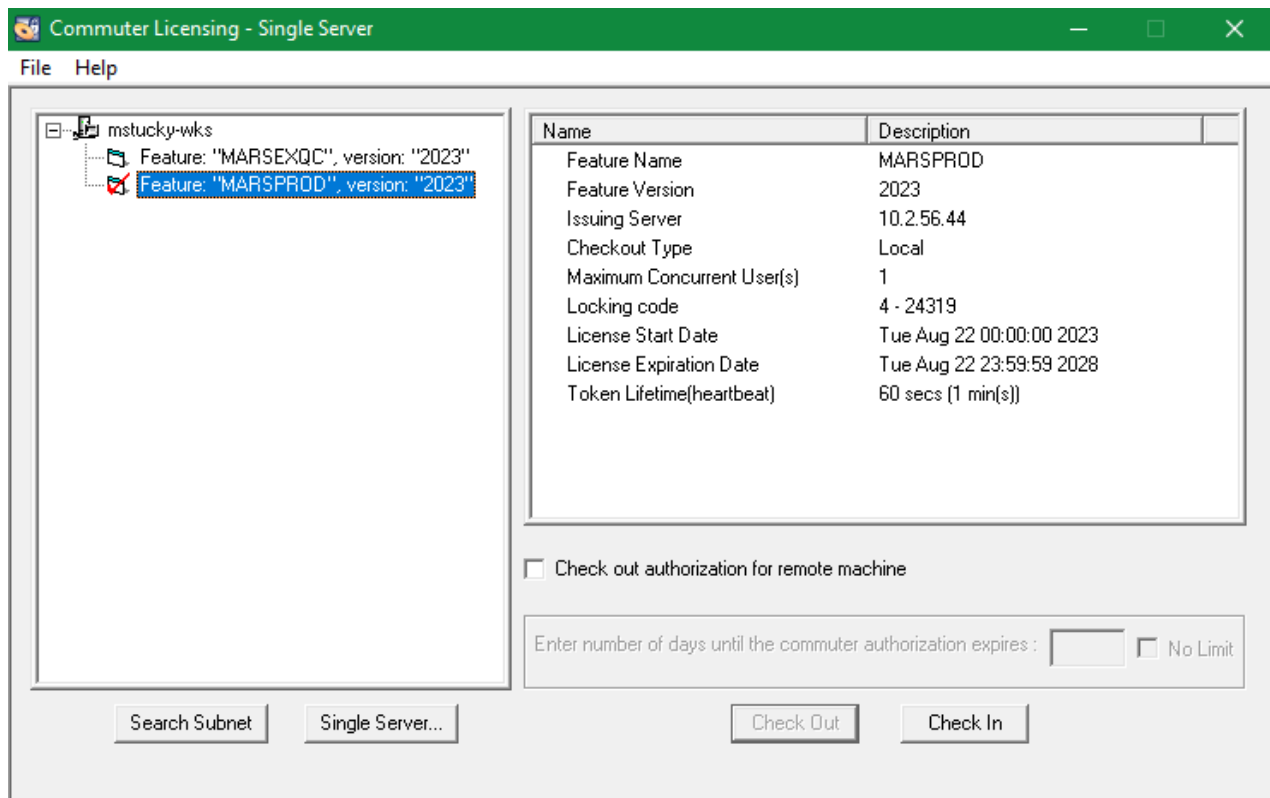 Commuter Licensing - Single Server
File Help
mstucky-wks
Feature: "MARSEXQC", version: "2023"
Feature: "MARSPROD", version: "2023"
Name Description
Feature Name MARSPROD
Feature Version 2023
Issuing Server 10.2.56.44
Checkout Type Local
Maximum Concurrent User(s) 1
Locking code 4 - 24319
License Start Date Tue Aug 22 00:00:00 2023
License Expiration Date Tue Aug 22 23:59:59 2028
Token Lifetime(heartbeat) 60 secs (1 min(s))
Check out authorization for remote machine
Enter number of days until the commuter authorization expires : No Limit
Search Subnet Single Server... Check Out Check In